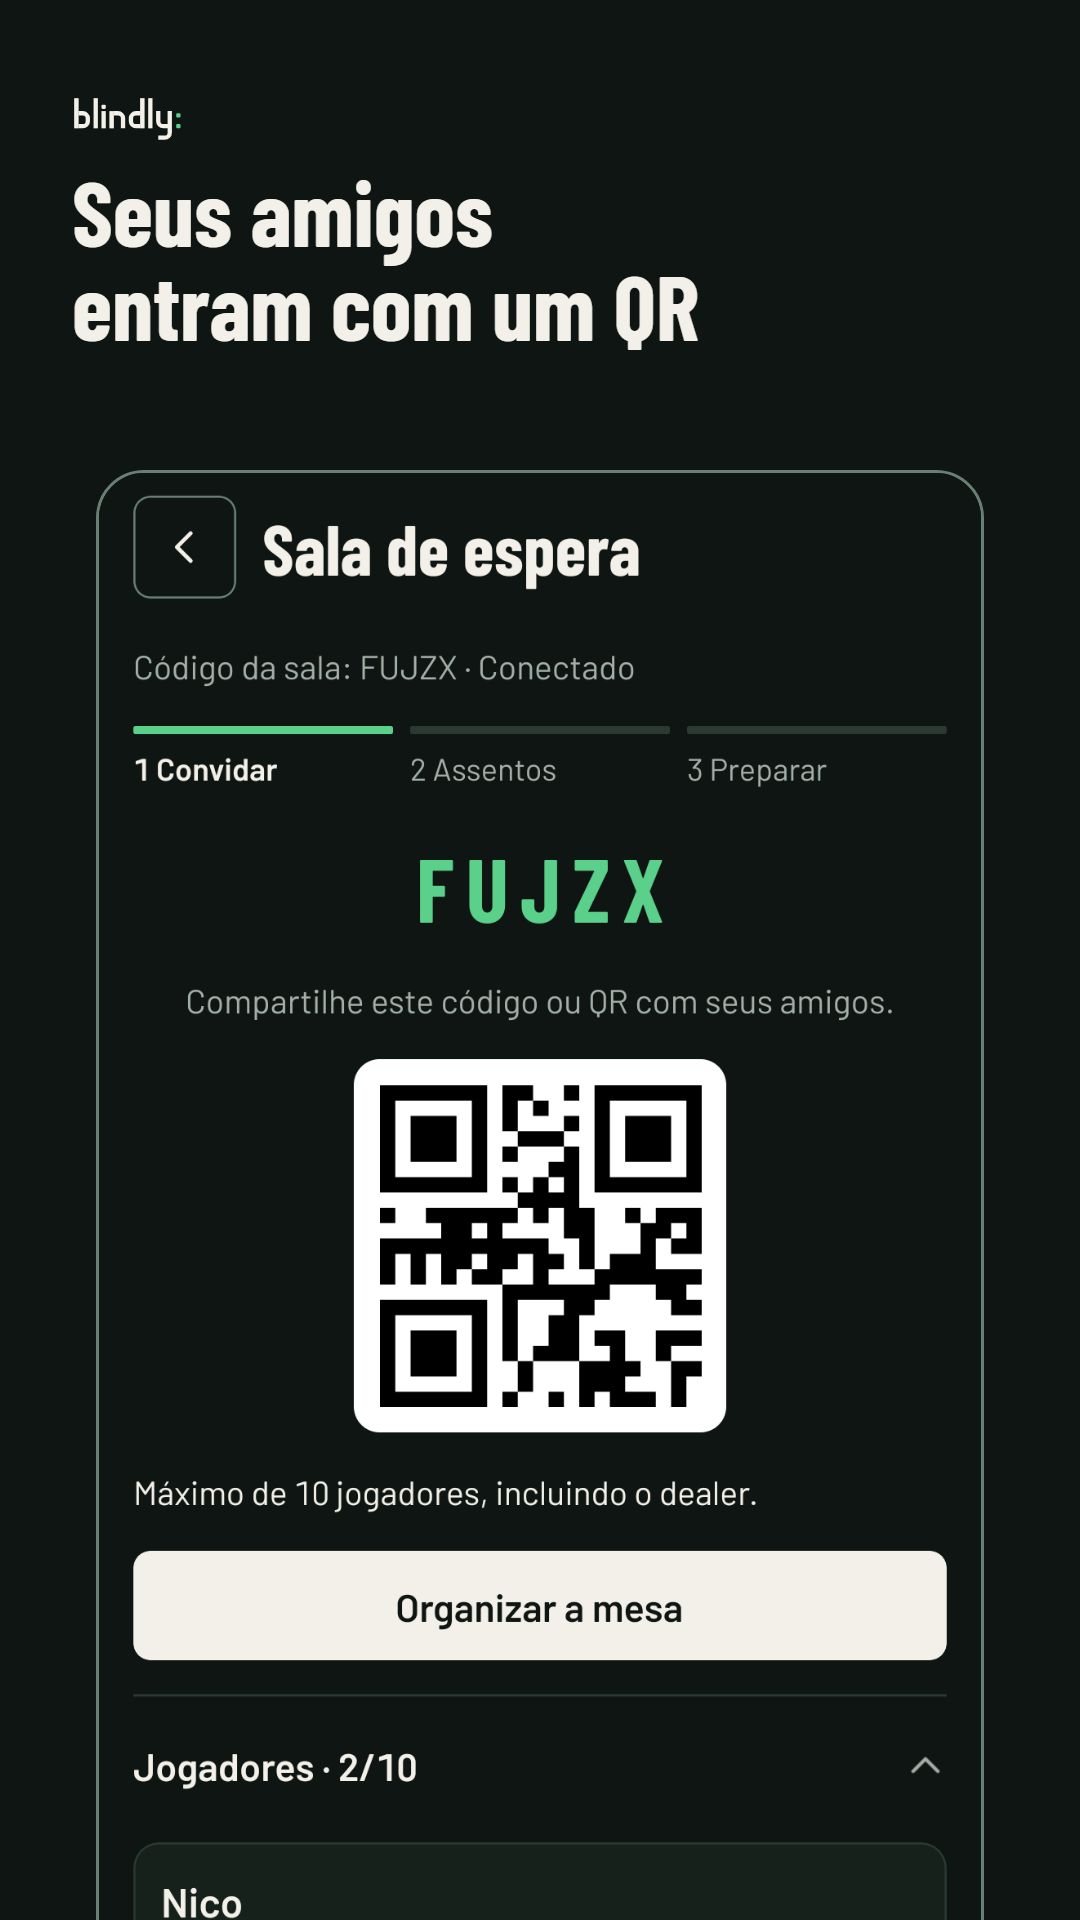 blindly:
Seus amigos
entram com um QR
Sala de espera
Código da sala: FUJZX · Conectado
1 Convidar
2 Assentos
3 Preparar
FUJZX
Compartilhe este código ou QR com seus amigos.
Máximo de 10 jogadores, incluindo o dealer.
Organizar a mesa
Jogadores · 2/10
Nico